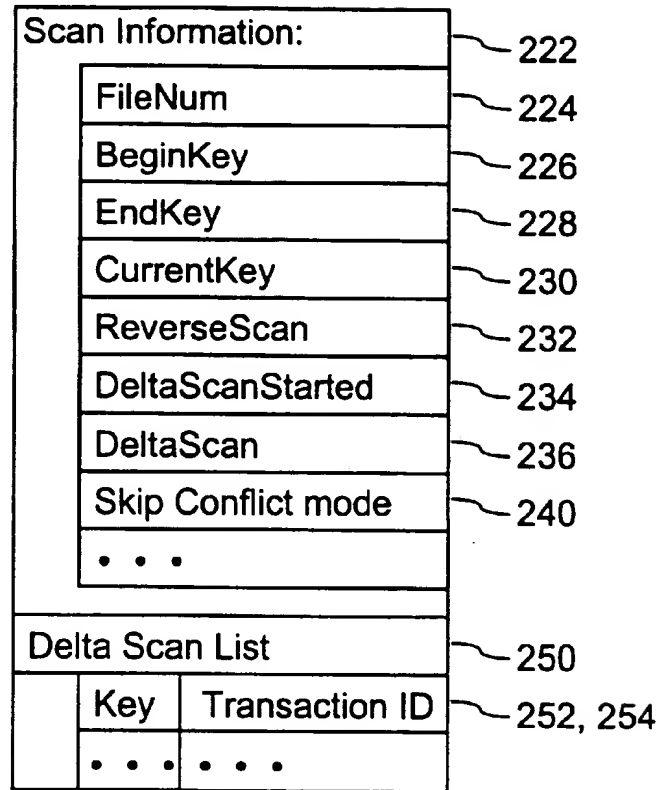 Scan Information: 222
FileNum 224
BeginKey 226
EndKey 228
CurrentKey 230
ReverseScan 232
DeltaScanStarted 234
DeltaScan 236
Skip Conflict mode 240
• • •
Delta Scan List 250
Key Transaction ID 252, 254
• • • • • •